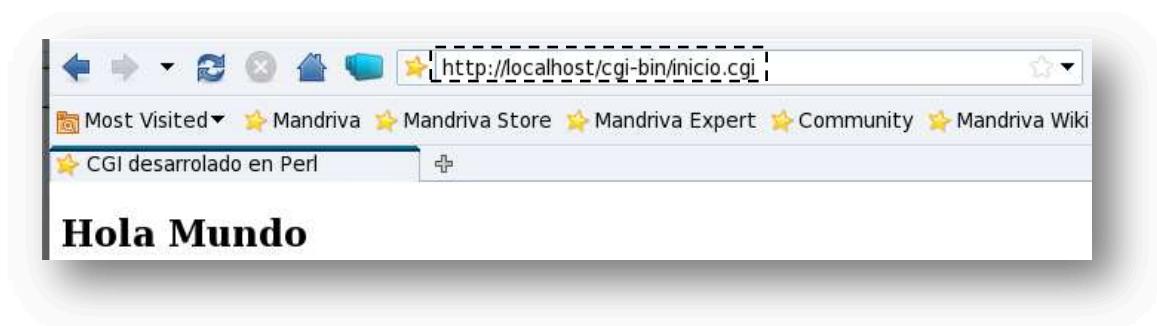 http://localhost/cgi-bin/inicio.cgi
Most Visited Mandriva Mandriva Store Mandriva Expert Community Mandriva Wiki
CGI desarrolado en Perl
Hola Mundo